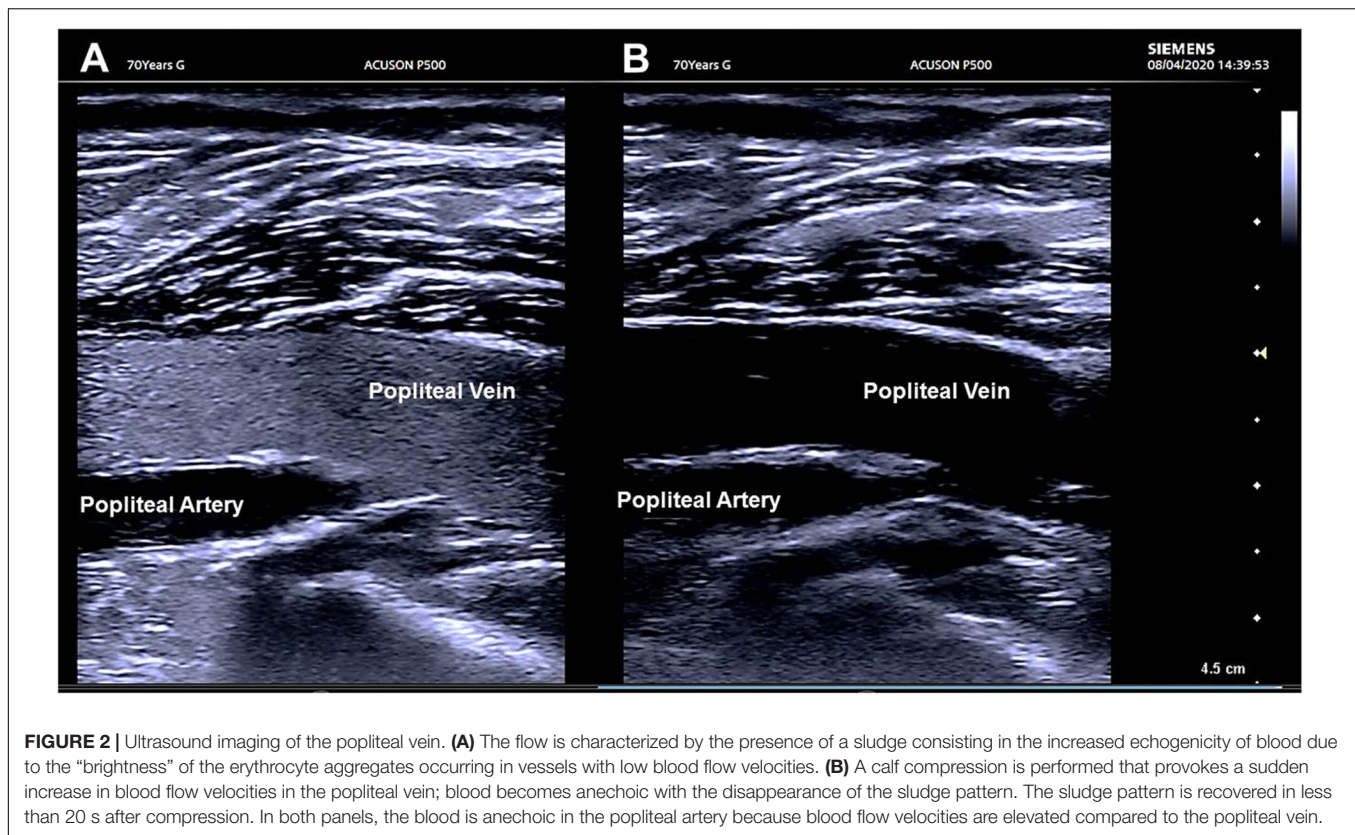 A 70Years G ACUSON P500 B 70Years G ACUSON P500 SIEMENS
08/04/2020 14:39:53
Popliteal Vein Popliteal Vein
Popliteal Artery Popliteal Artery
4.5 cm
FIGURE 2 | Ultrasound imaging of the popliteal vein. (A) The flow is characterized by the presence of a sludge consisting in the increased echogenicity of blood due
to the “brightness” of the erythrocyte aggregates occurring in vessels with low blood flow velocities. (B) A calf compression is performed that provokes a sudden
increase in blood flow velocities in the popliteal vein; blood becomes anechoic with the disappearance of the sludge pattern. The sludge pattern is recovered in less
than 20 s after compression. In both panels, the blood is anechoic in the popliteal artery because blood flow velocities are elevated compared to the popliteal vein.